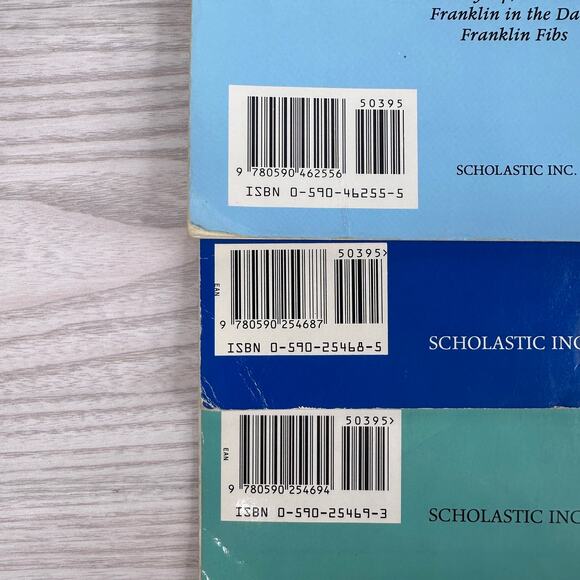 Franklin in the Da
Franklin Fibs
50395
9 780590 462556
ISBN 0-590-46255-5
SCHOLASTIC INC.
50395>
EAN
9 780590 254687
ISBN 0-590-25468-5
SCHOLASTIC INC
50395>
EAN
9 780590 254694
ISBN 0-590-25469-3
SCHOLASTIC INC